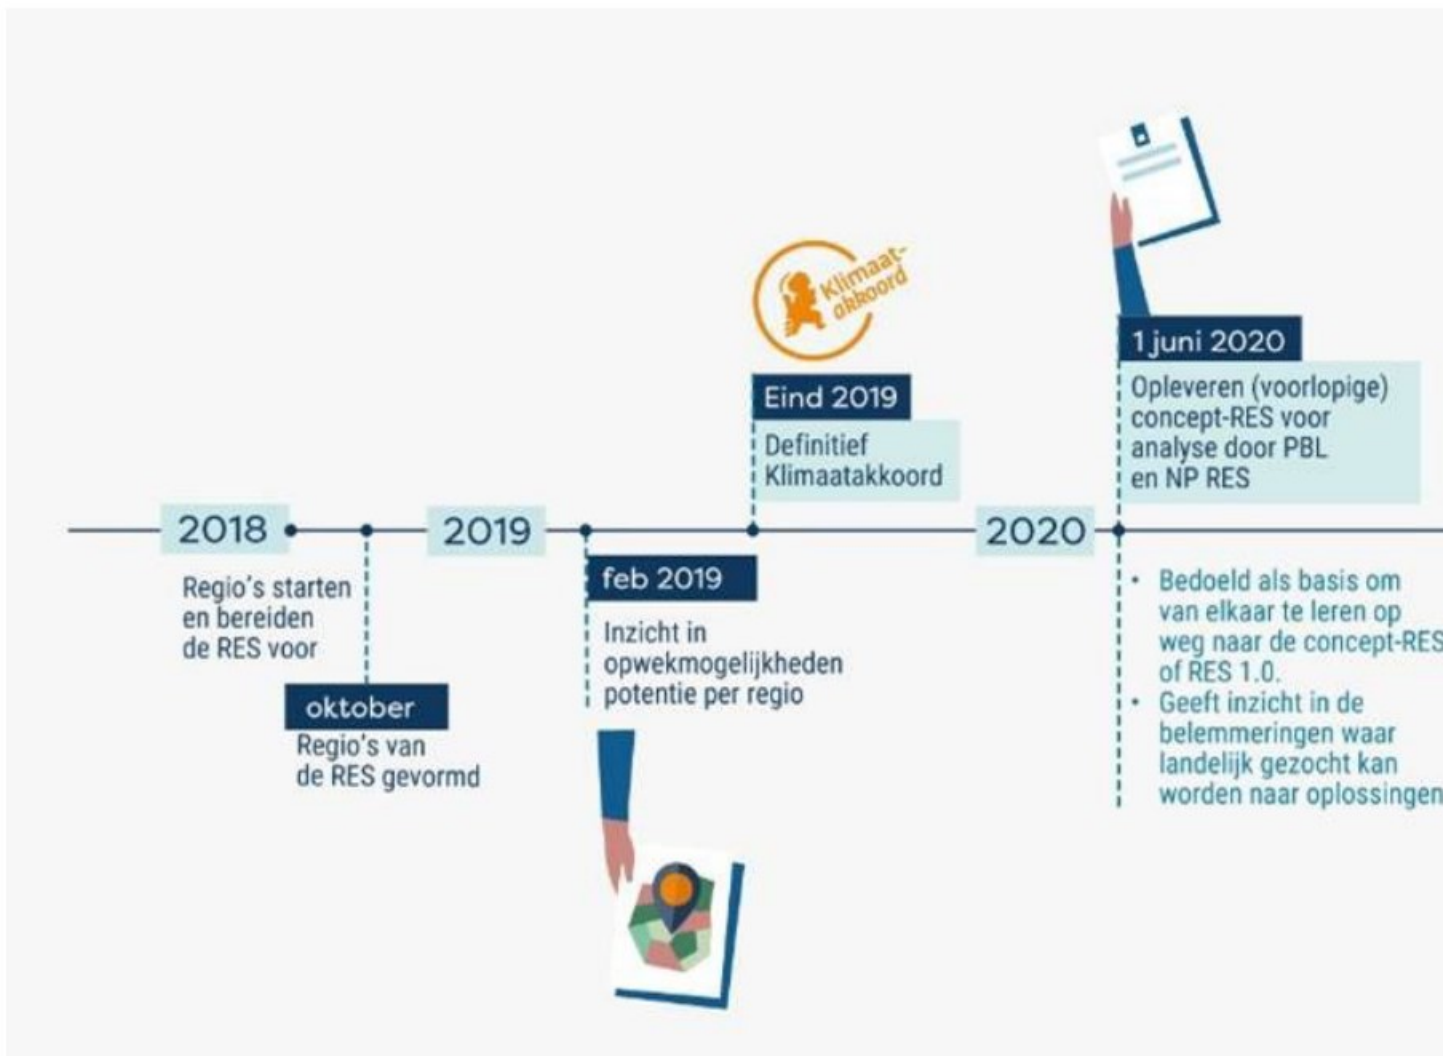 Klimaat-
akkoord
1 juni 2020
Opleveren (voorlopige)
concept-RES voor
analyse door PBL
en NP RES
Eind 2019
Definitief
Klimaatakkoord
2018
2019
2020
Regio's starten
en bereiden
de RES voor
oktober
Regio's van
de RES gevormd
feb 2019
Inzicht in
opwekmogelijkheden
potentie per regio
• Bedoeld als basis om
van elkaar te leren op
weg naar de concept-RES
of RES 1.0.
• Geeft inzicht in de
belemmeringen waar
landelijk gezocht kan
worden naar oplossingen